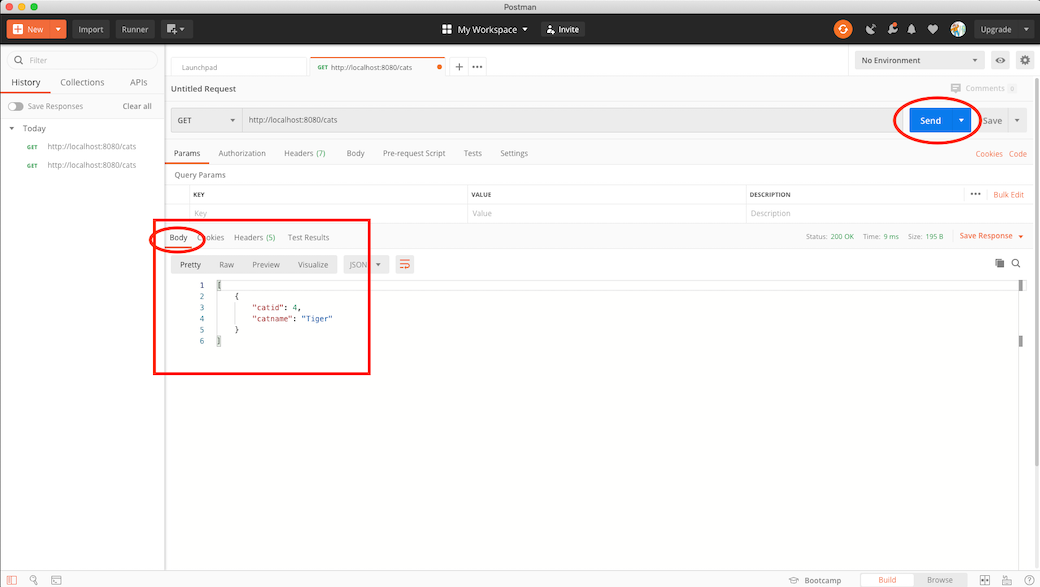 Postman
New Import Runner My Workspace Invite Upgrade
Filter
History Collections APIs
Save Responses Clear all
Today
GET http://localhost:8080/cats
GET http://localhost:8080/cats
Launchpad GET http://localhost:8080/cats + ••• No Environment
Untitled Request Comments 0
GET http://localhost:8080/cats Send Save
Params Authorization Headers (7) Body Pre-request Script Tests Settings Cookies Code
Query Params
KEY VALUE DESCRIPTION ••• Bulk Edit
Key Value Description
Body Cookies Headers (5) Test Results Status: 200 OK Time: 9 ms Size: 195 B Save Response
Pretty Raw Preview Visualize JSON
1 [
2 {
3 "catid": 4,
4 "catname": "Tiger"
5 }
6 ]
Bootcamp Build Browse